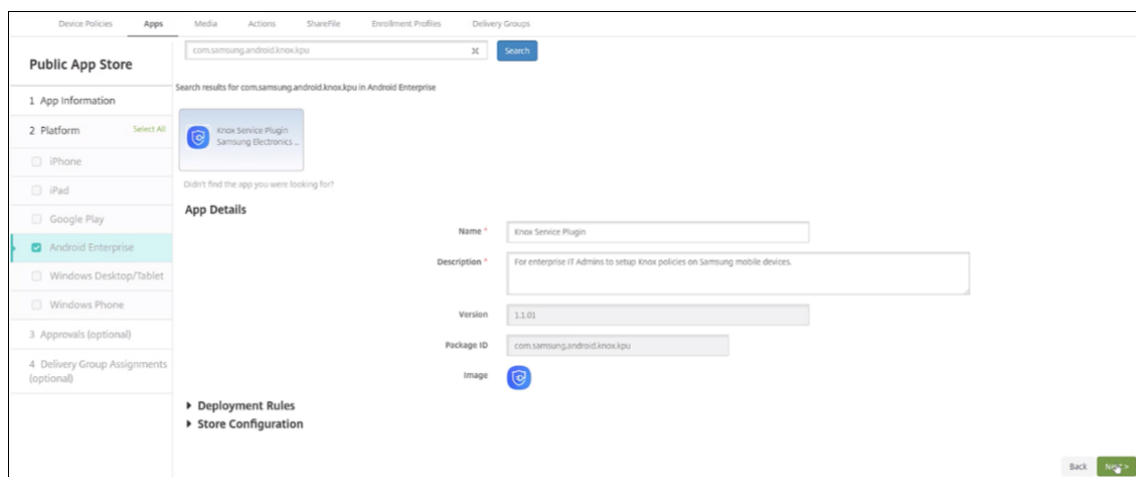 Device Policies Apps Media Actions ShareFile Enrollment Profiles Delivery Groups
Public App Store
1 App Information
2 Platform Select All
iPhone
iPad
Google Play
Android Enterprise
Windows Desktop/Tablet
Windows Phone
3 Approvals (optional)
4 Delivery Group Assignments
(optional)
com.samsung.android.knox.kpu Search
Search results for com.samsung.android.knox.kpu in Android Enterprise
Knox Service Plugin
Samsung Electronics ...
Didn't find the app you were looking for?
App Details
Name * Knox Service Plugin
Description * For enterprise IT Admins to setup Knox policies on Samsung mobile devices.
Version 1.1.01
Package ID com.samsung.android.knox.kpu
Image
Deployment Rules
Store Configuration
Back Next >